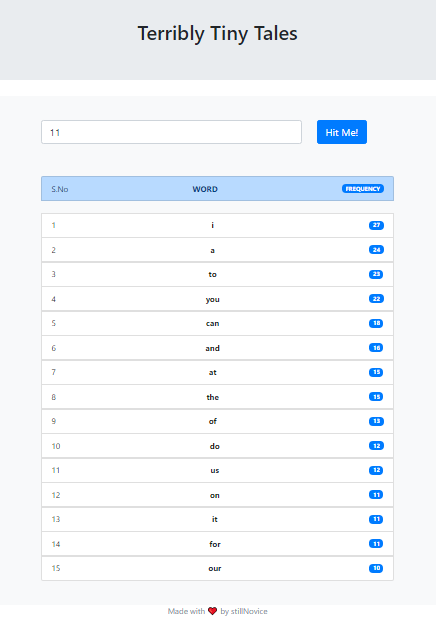 Terribly Tiny Tales
11 Hit Me!
S.No WORD FREQUENCY
1 i 27
2 a 24
3 to 23
4 you 22
5 can 18
6 and 16
7 at 15
8 the 15
9 of 13
10 do 12
11 us 12
12 on 11
13 it 11
14 for 11
15 our 10
Made with ❤️ by stillNovice